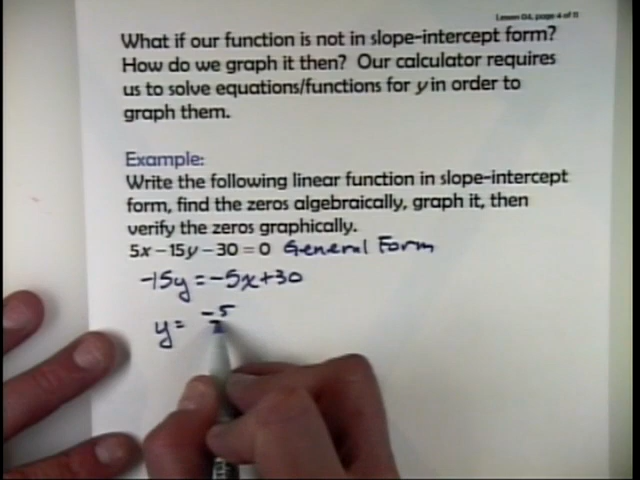 Lesson 04, page 4 of 11
What if our function is not in slope-intercept form?
How do we graph it then? Our calculator requires
us to solve equations/functions for y in order to
graph them.
Example:
Write the following linear function in slope-intercept
form, find the zeros algebraically, graph it, then
verify the zeros graphically.
5x – 15y – 30 = 0 General Form
-15y = -5x+30
y = -5